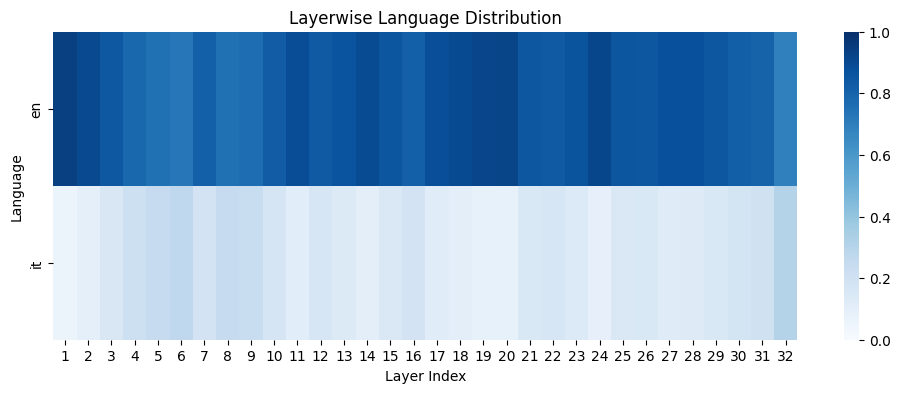 Layerwise Language Distribution
Language
en
it
1 2 3 4 5 6 7 8 9 10 11 12 13 14 15 16 17 18 19 20 21 22 23 24 25 26 27 28 29 30 31 32
Layer Index
1.0
0.8
0.6
0.4
0.2
0.0